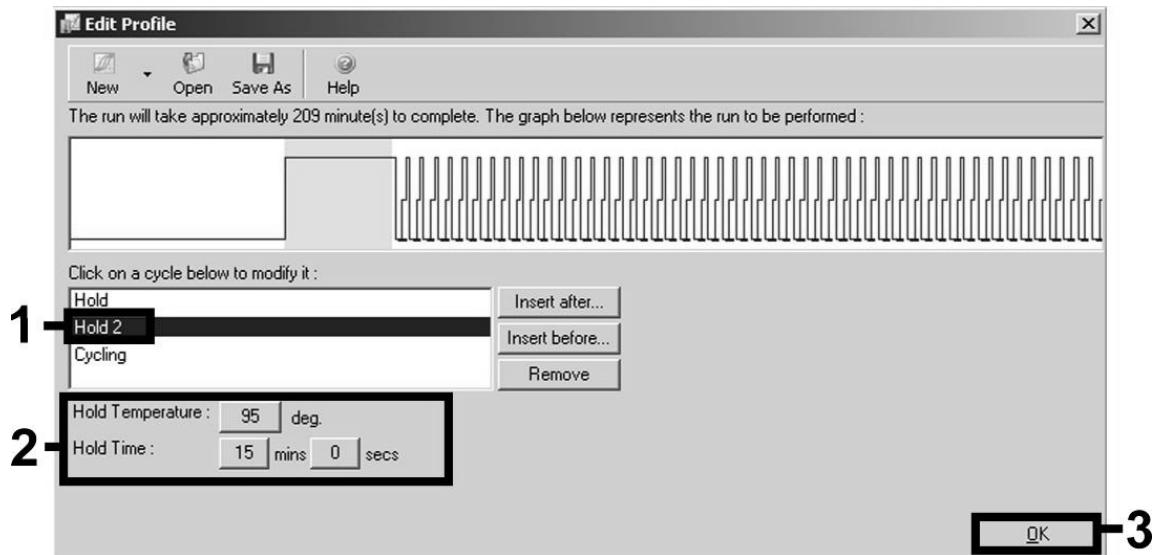 Edit Profile
New Open Save As Help
The run will take approximately 209 minute(s) to complete. The graph below represents the run to be performed :
Click on a cycle below to modify it :
Hold
Insert after...
1 Hold 2
Insert before...
Cycling
Remove
Hold Temperature : 95 deg.
2 Hold Time : 15 mins 0 secs
OK 3